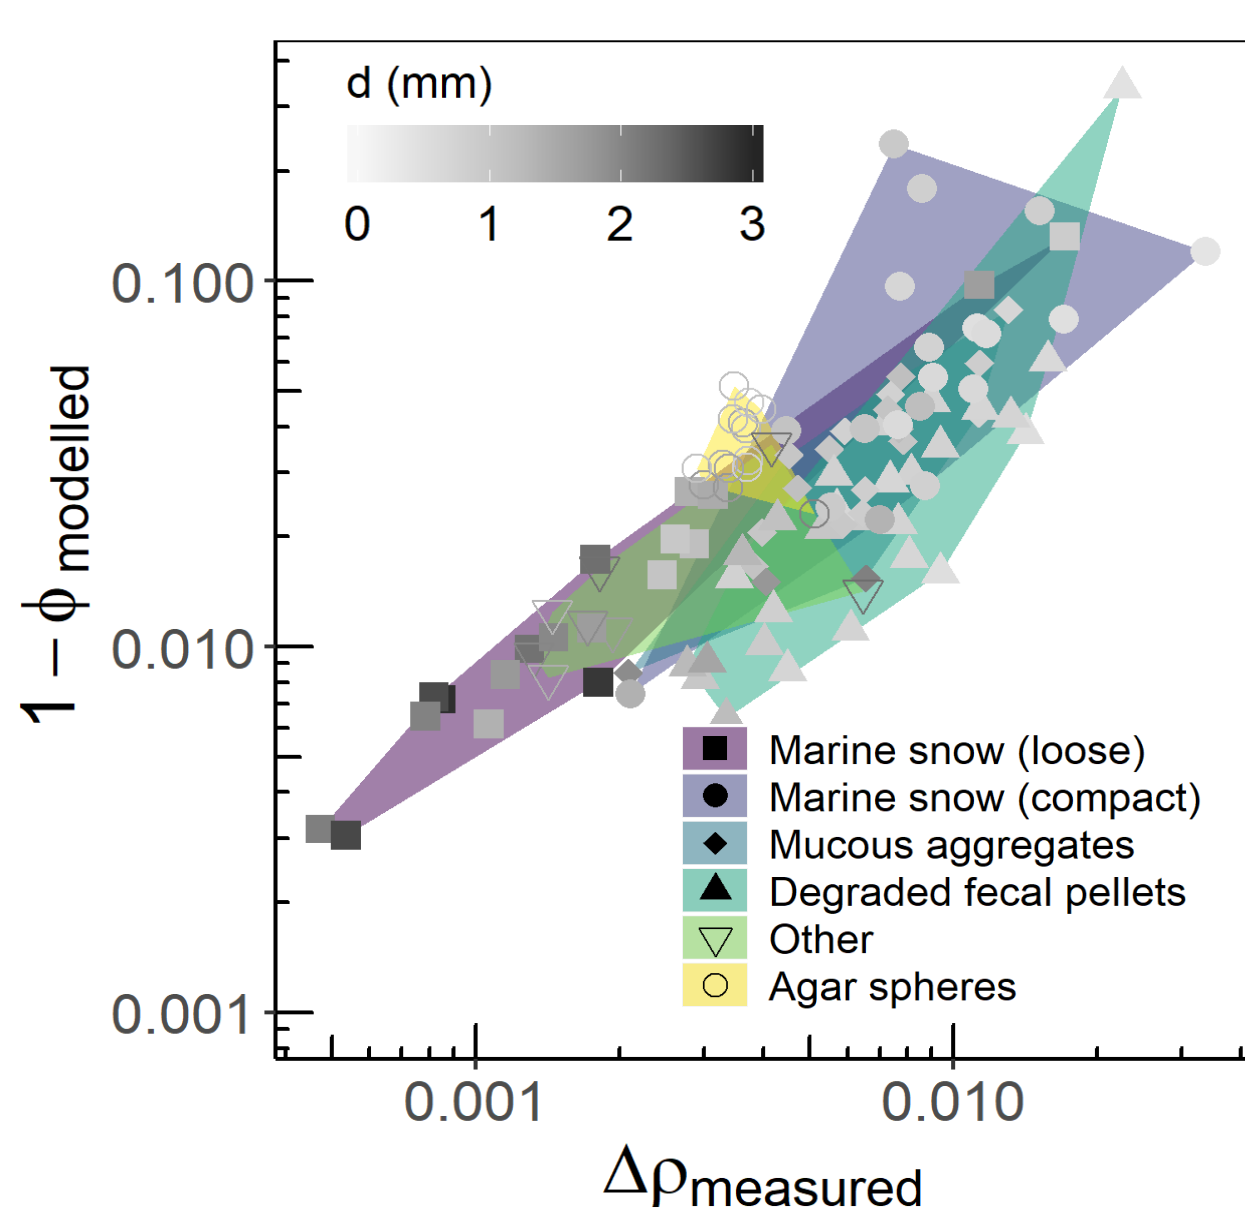 d (mm)
0 1 2 3
0.100
0.010
0.001
1 − ϕ modelled
Marine snow (loose)
Marine snow (compact)
Mucous aggregates
Degraded fecal pellets
Other
Agar spheres
0.001 0.010
Δρmeasured